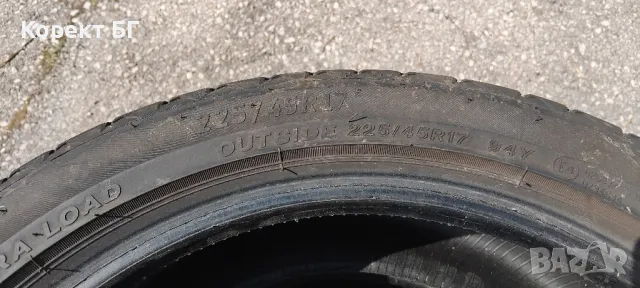 Корект БГ
225/45R17
OUTSIDE 225/45R17 94Y
RA LOAD
BAZAR